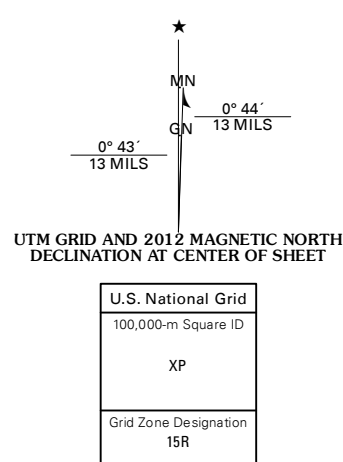 ★
MN
0° 44´
GN
13 MILS
0° 43´
13 MILS
UTM GRID AND 2012 MAGNETIC NORTH
DECLINATION AT CENTER OF SHEET
U.S. National Grid
100,000-m Square ID
XP
Grid Zone Designation
15R